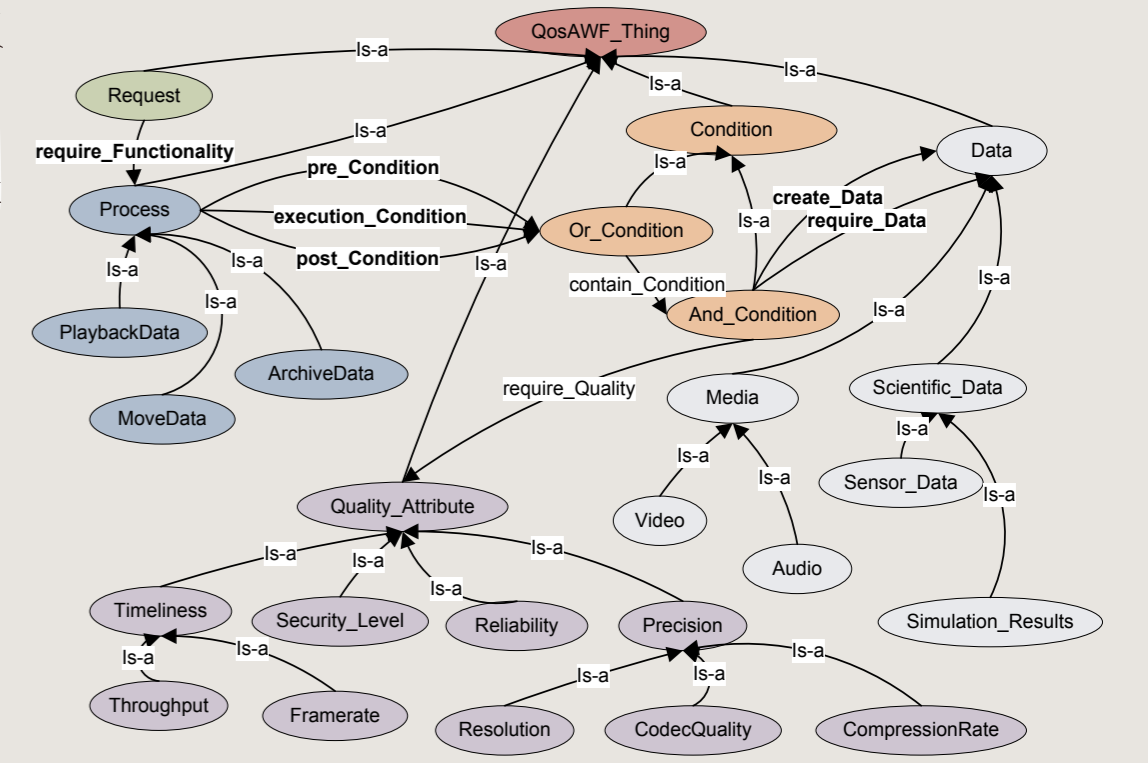 QosAWF_Thing
Is-a
Is-a
Is-a
Request
Is-a
Condition
require_Functionality
pre_Condition
Is-a
Data
Process
execution_Condition
create_Data
require_Data
Is-a
Or_Condition
post_Condition
Is-a
Is-a
Is-a
contain_Condition
Is-a
Is-a
Is-a
And_Condition
PlaybackData
ArchiveData
require_Quality
Media
Scientific_Data
MoveData
Is-a
Is-a
Is-a
Sensor_Data
Is-a
Quality_Attribute
Video
Is-a
Is-a
Is-a
Audio
Is-a
Timeliness
Security_Level
Reliability
Precision
Simulation_Results
Is-a
Is-a
Is-a
Is-a
Is-a
Throughput
Framerate
Resolution
CodecQuality
CompressionRate